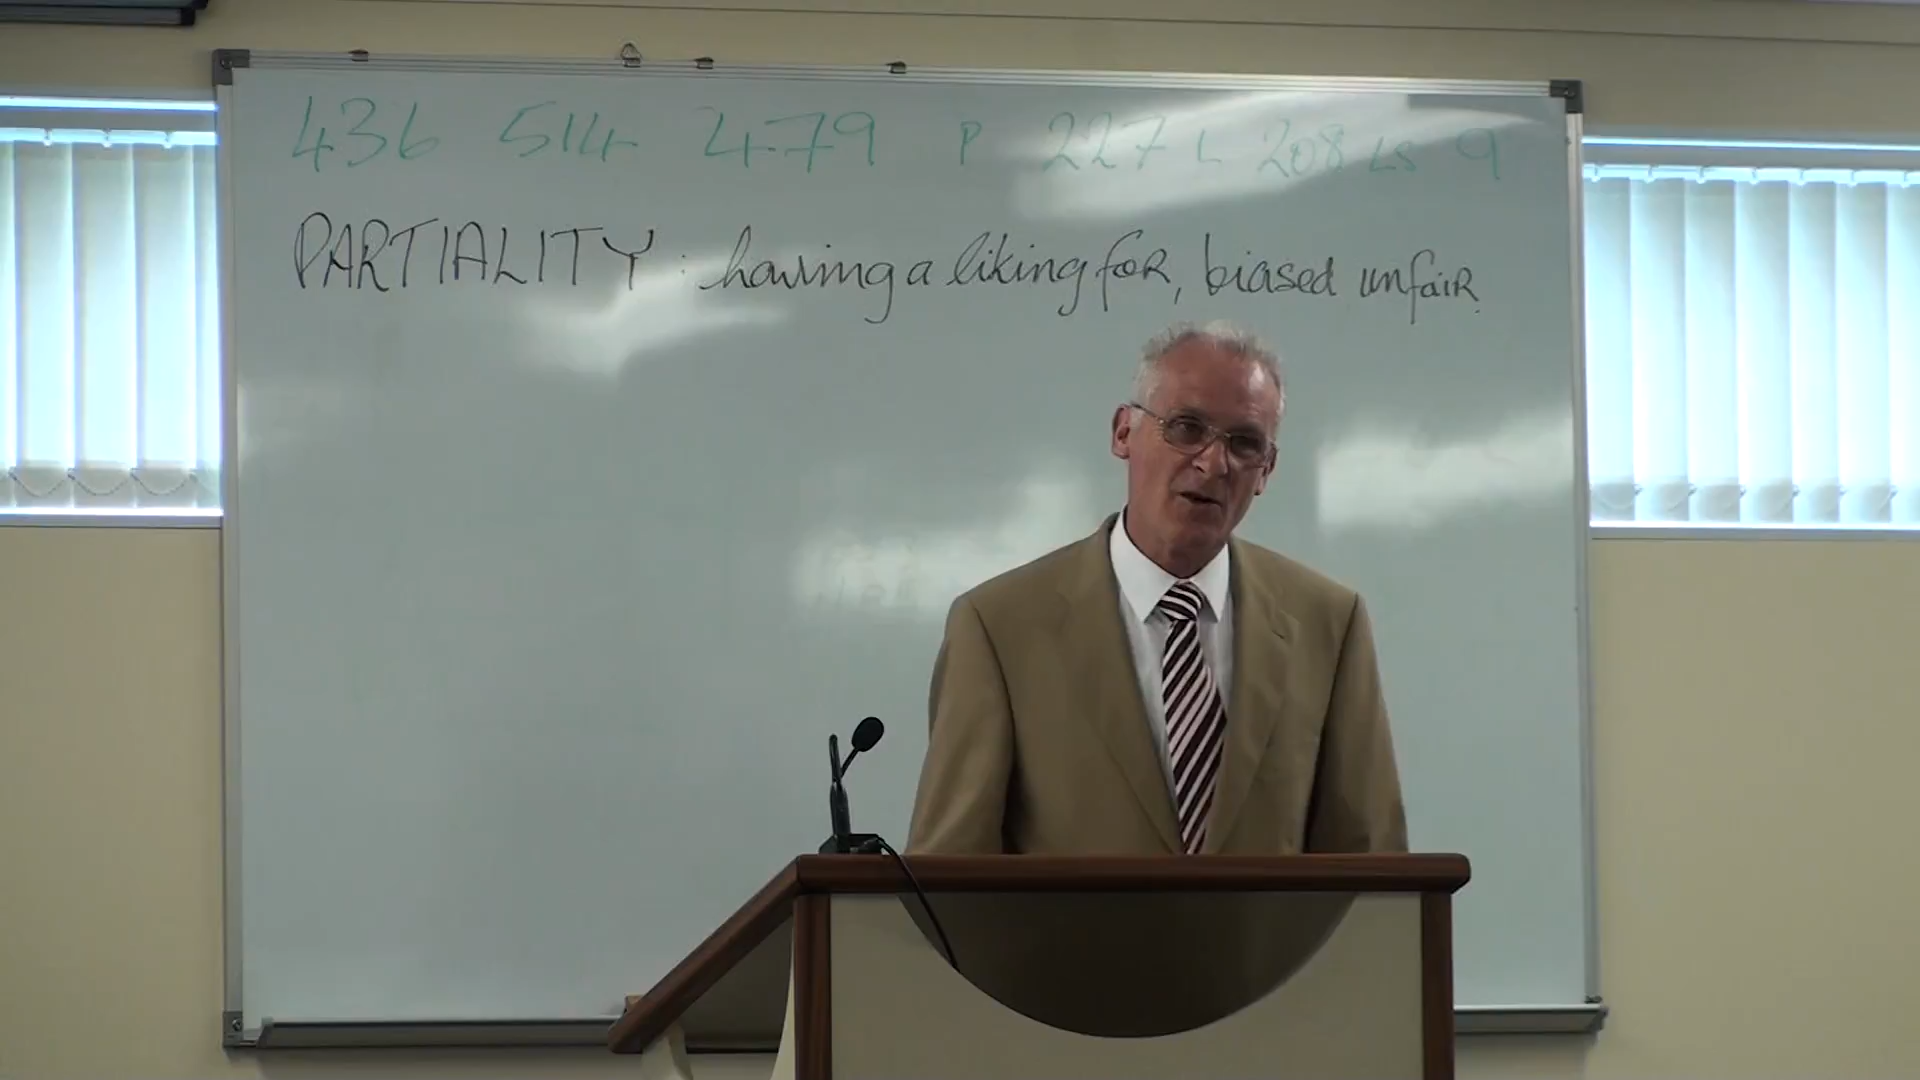 436 514 479 P 227 L 208 LS 9
PARTIALITY : having a liking foR, biased unfaiR.